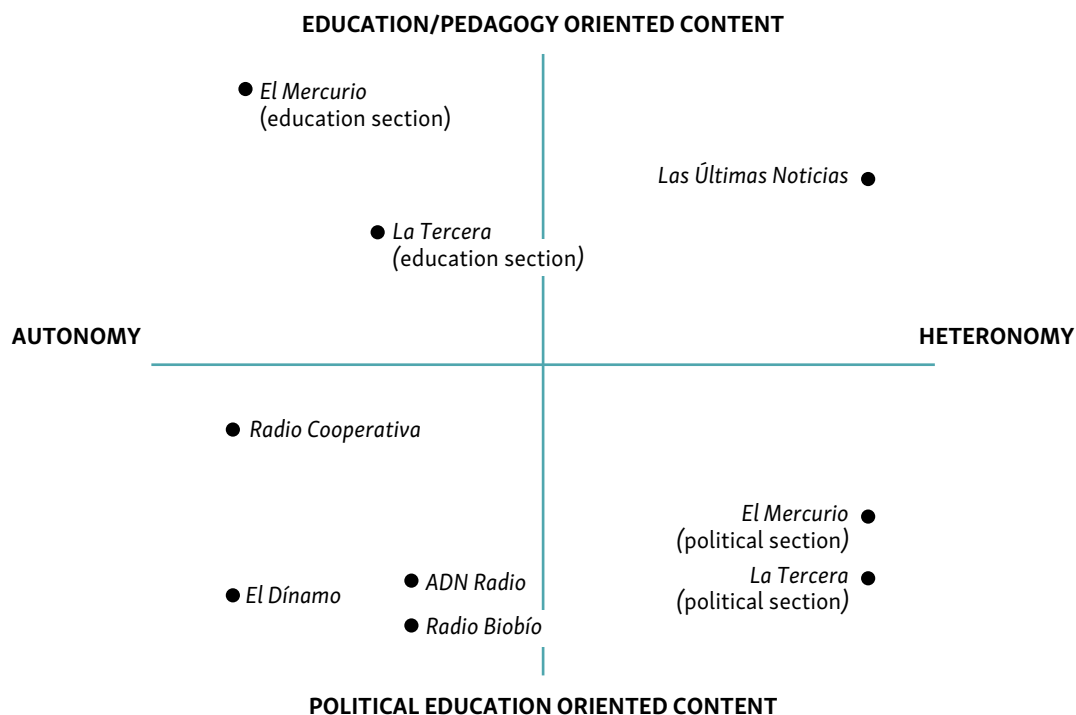 EDUCATION/PEDAGOGY ORIENTED CONTENT
El Mercurio
(education section)
Las Últimas Noticias
La Tercera
(education section)
AUTONOMY
HETERONOMY
Radio Cooperativa
El Mercurio
(political section)
La Tercera
(political section)
ADN Radio
El Dínamo
Radio Biobío
POLITICAL EDUCATION ORIENTED CONTENT